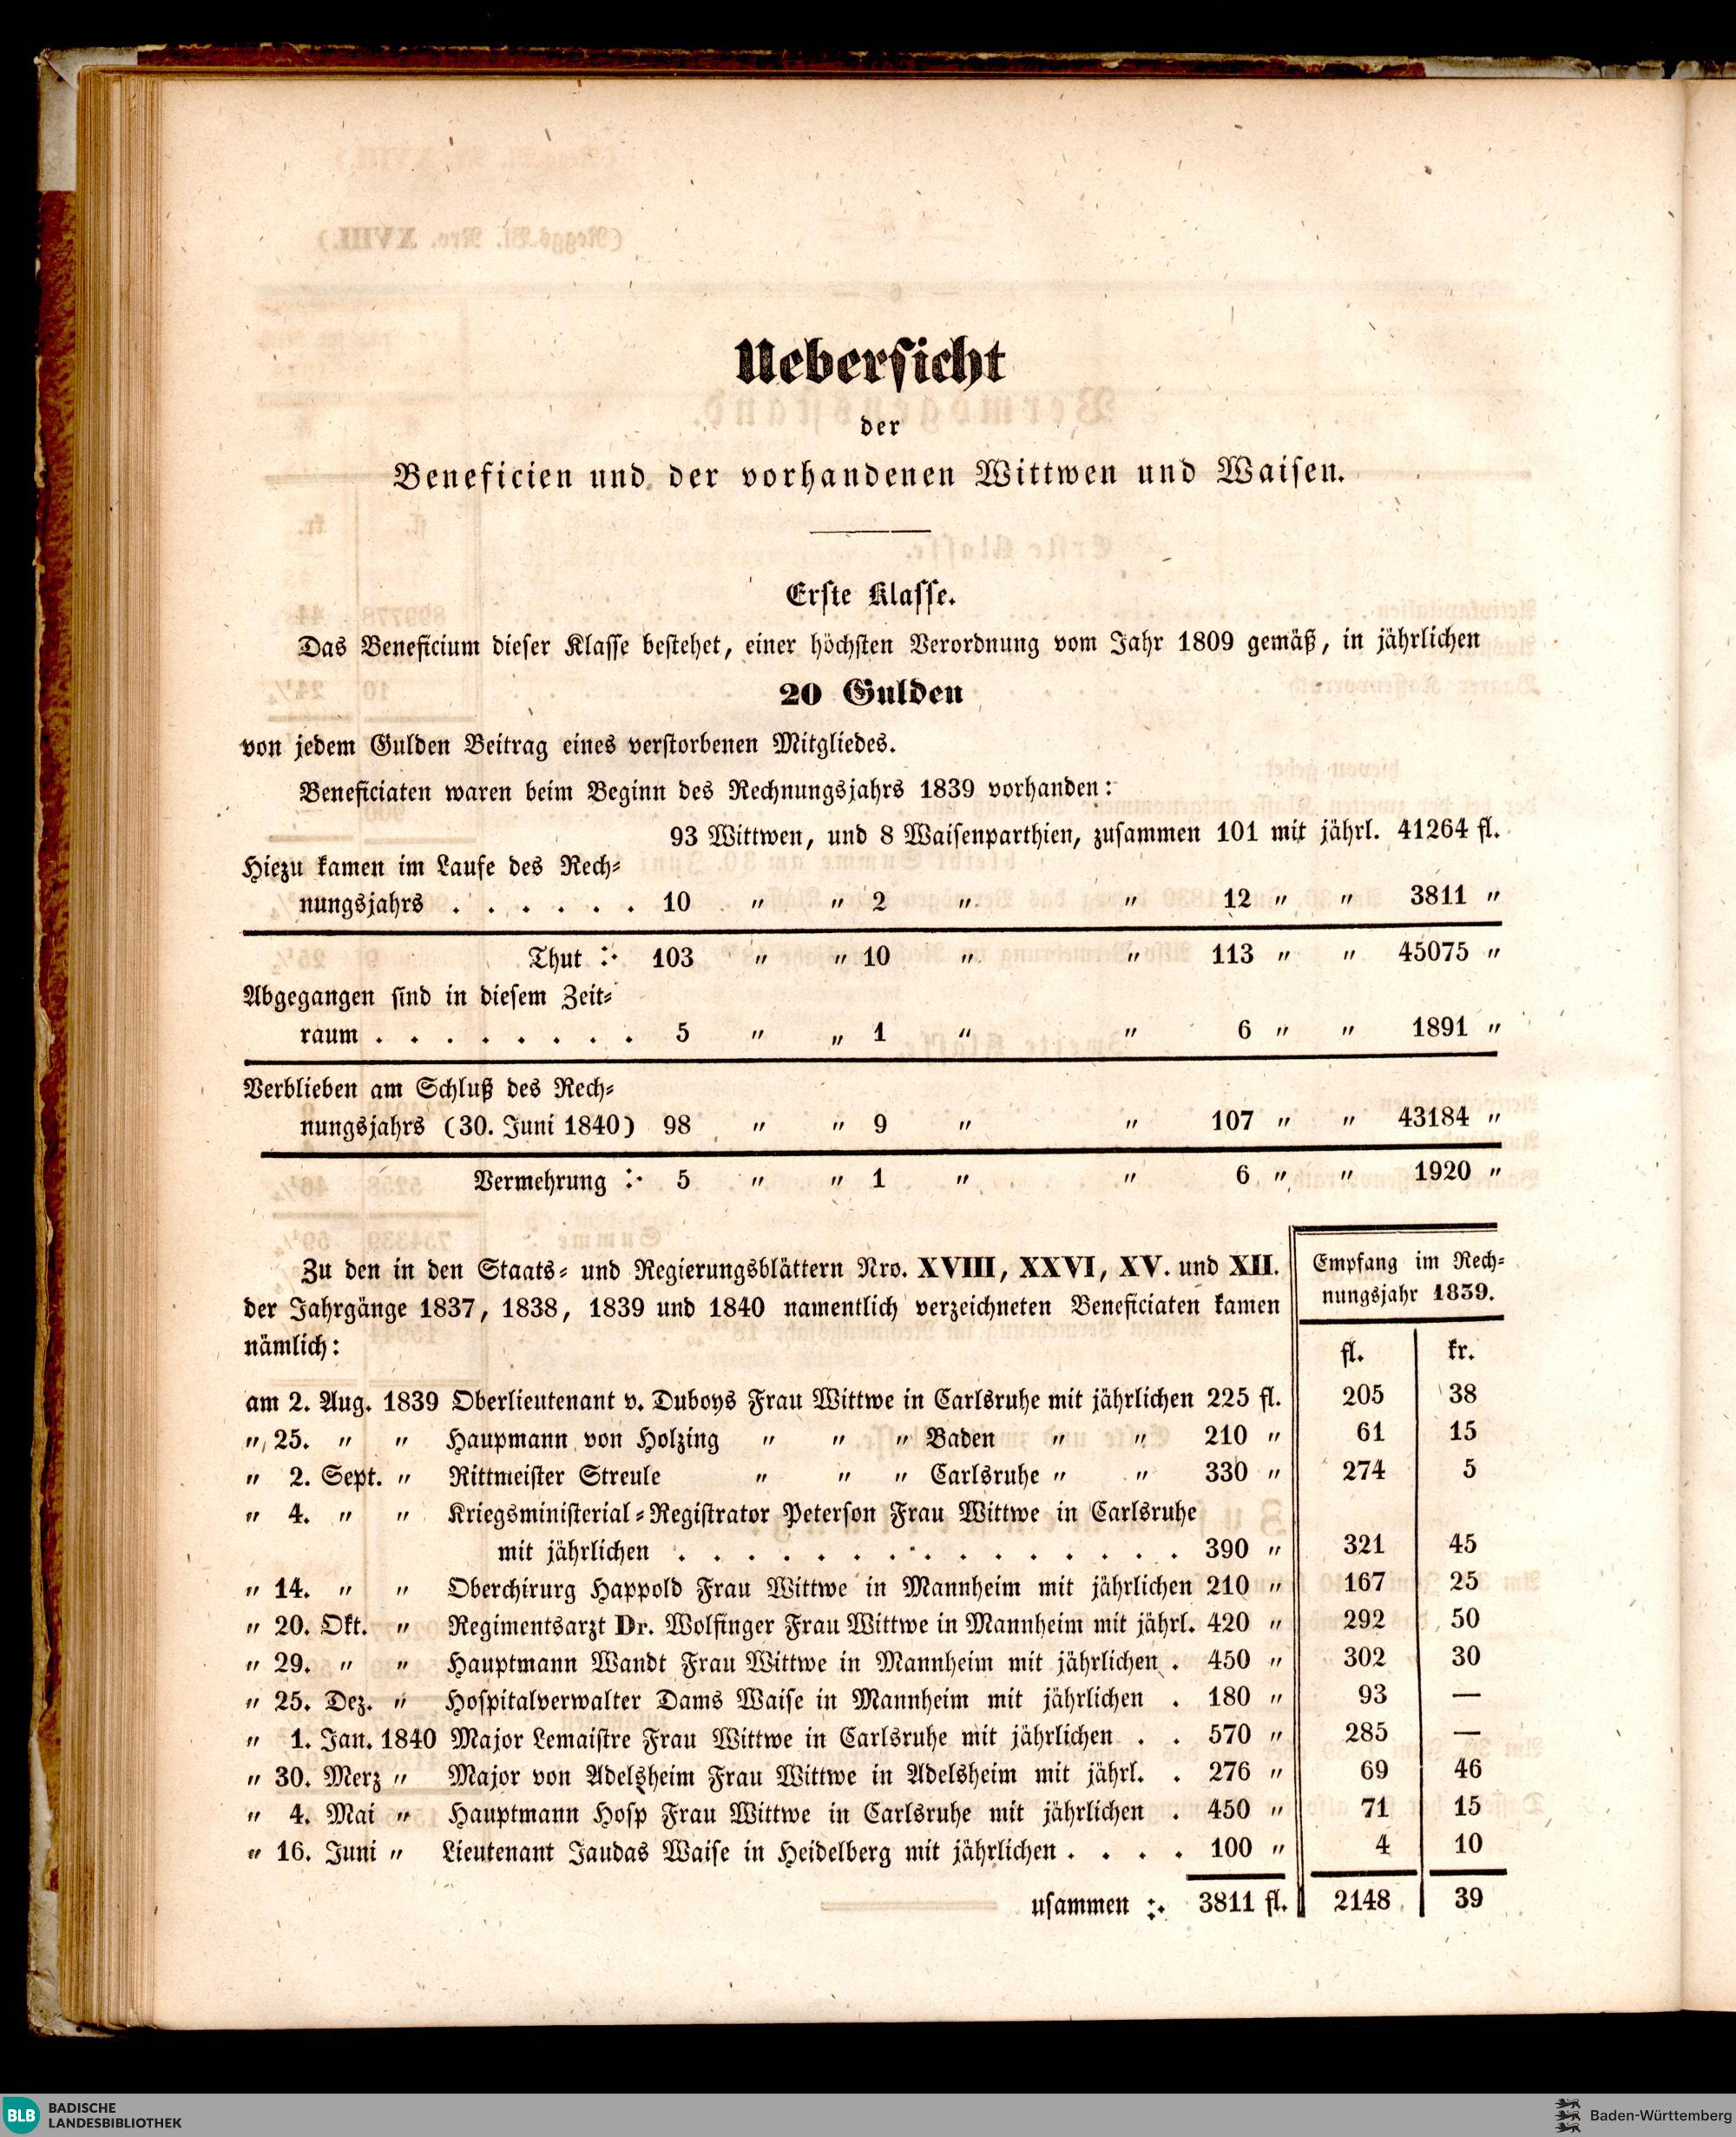 Uebersicht
der
Beneficien und der vorhandenen Wittwen und Waisen.
Erste Klasse.
Das Beneficium dieser Klasse bestehet, einer höchsten Verordnung vom Jahr 1809 gemäß, in jährlichen
20 Gulden
von jedem Gulden Beitrag eines verstorbenen Mitgliedes.
Beneficiaten waren beim Beginn des Rechnungsjahrs 1839 vorhanden:
93 Wittwen, und 8 Waisenparthien, zusammen 101 mit jährl. 41264 fl.
Hiezu kamen im Laufe des Rech-
nungsjahrs . . . . . . 10 " " 2 " " 12 " " 3811 "
Thut :· 103 " " 10 " " 113 " " 45075 "
Abgegangen sind in diesem Zeit-
raum . . . . . . . . 5 " " 1 " " 6 " " 1891 "
Verblieben am Schluß des Rech-
nungsjahrs (30. Juni 1840) 98 " " 9 " " 107 " " 43184 "
Vermehrung :· 5 " " 1 " " 6 " " 1920 "
Zu den in den Staats- und Regierungsblättern Nro. XVIII, XXVI, XV. und XII.
der Jahrgänge 1837, 1838, 1839 und 1840 namentlich verzeichneten Beneficiaten kamen
nämlich:
Empfang im Rech-
nungsjahr 1839.
fl. kr.
am 2. Aug. 1839 Oberlieutenant v. Duboys Frau Wittwe in Carlsruhe mit jährlichen 225 fl. 205 38
" 25. " " Haupmann von Holzing " " " Baden " " 210 " 61 15
" 2. Sept. " Rittmeister Streule " " " Carlsruhe " " 330 " 274 5
" 4. " " Kriegsministerial-Registrator Peterson Frau Wittwe in Carlsruhe
mit jährlichen . . . . . . . . . . . . . . . 390 " 321 45
" 14. " " Oberchirurg Happold Frau Wittwe in Mannheim mit jährlichen 210 " 167 25
" 20. Okt. " Regimentsarzt Dr. Wolfinger Frau Wittwe in Mannheim mit jährl. 420 " 292 50
" 29. " " Hauptmann Wandt Frau Wittwe in Mannheim mit jährlichen . 450 " 302 30
" 25. Dez. " Hospitalverwalter Dams Waise in Mannheim mit jährlichen . 180 " 93 —
" 1. Jan. 1840 Major Lemaistre Frau Wittwe in Carlsruhe mit jährlichen . . 570 " 285 —
" 30. Merz " Major von Adelsheim Frau Wittwe in Adelsheim mit jährl. . 276 " 69 46
" 4. Mai " Hauptmann Hosp Frau Wittwe in Carlsruhe mit jährlichen . 450 " 71 15
" 16. Juni " Lieutenant Jaudas Waise in Heidelberg mit jährlichen . . . . 100 " 4 10
usammen :· 3811 fl. 2148 39
BLB BADISCHE
LANDESBIBLIOTHEK
Baden-Württemberg